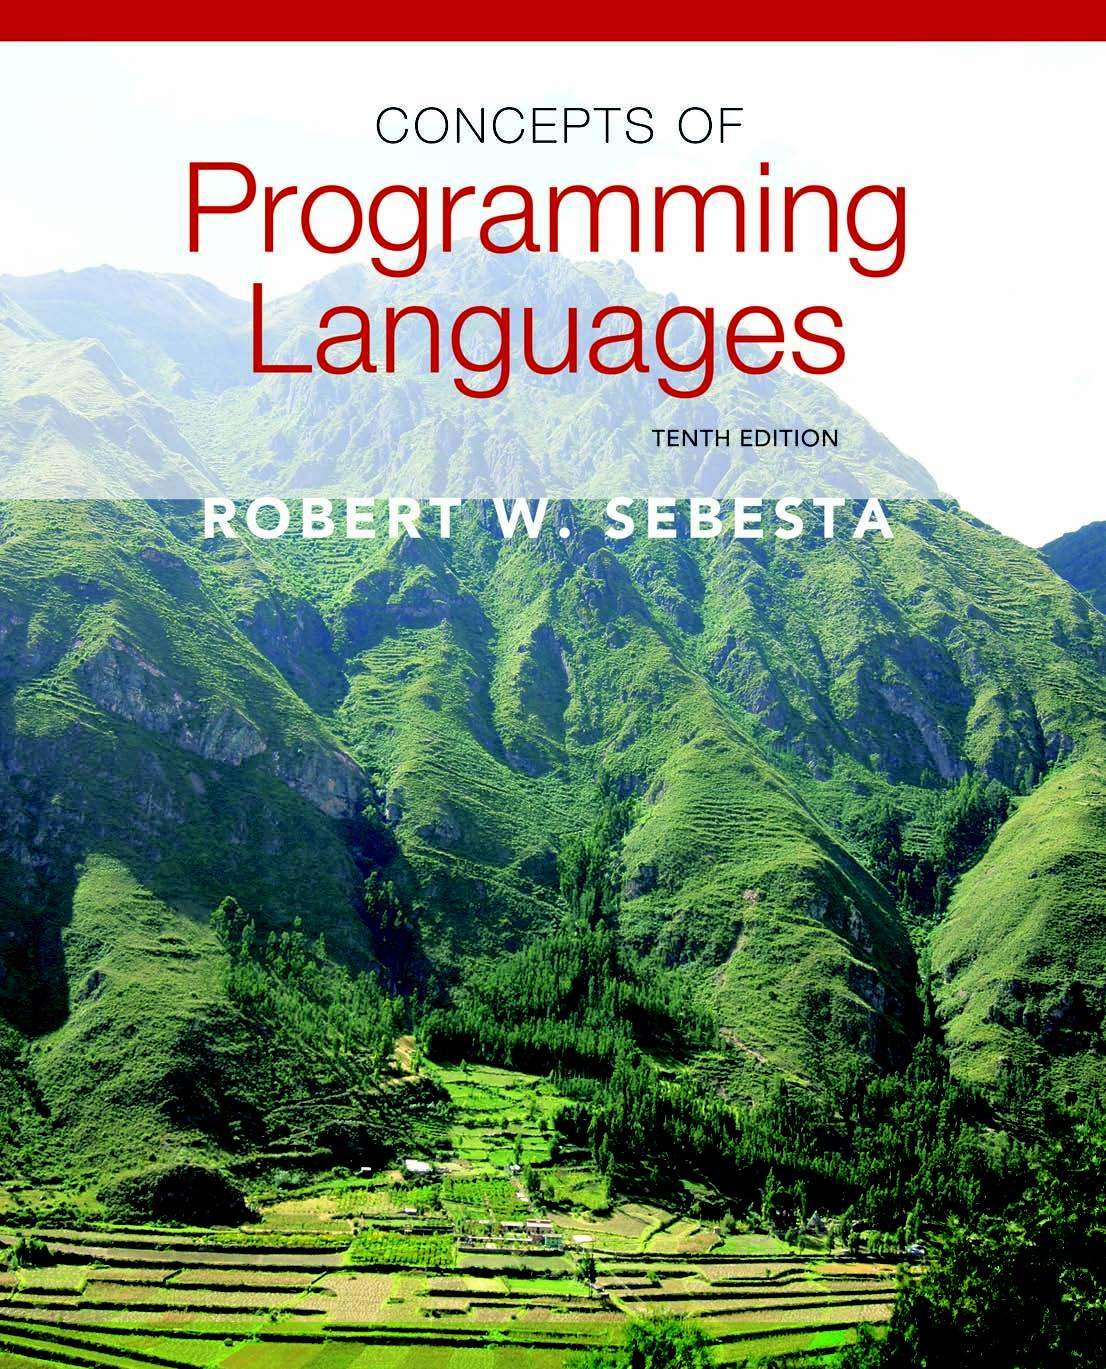 CONCEPTS OF
Programming
Languages
TENTH EDITION
ROBERT W. SEBESTA